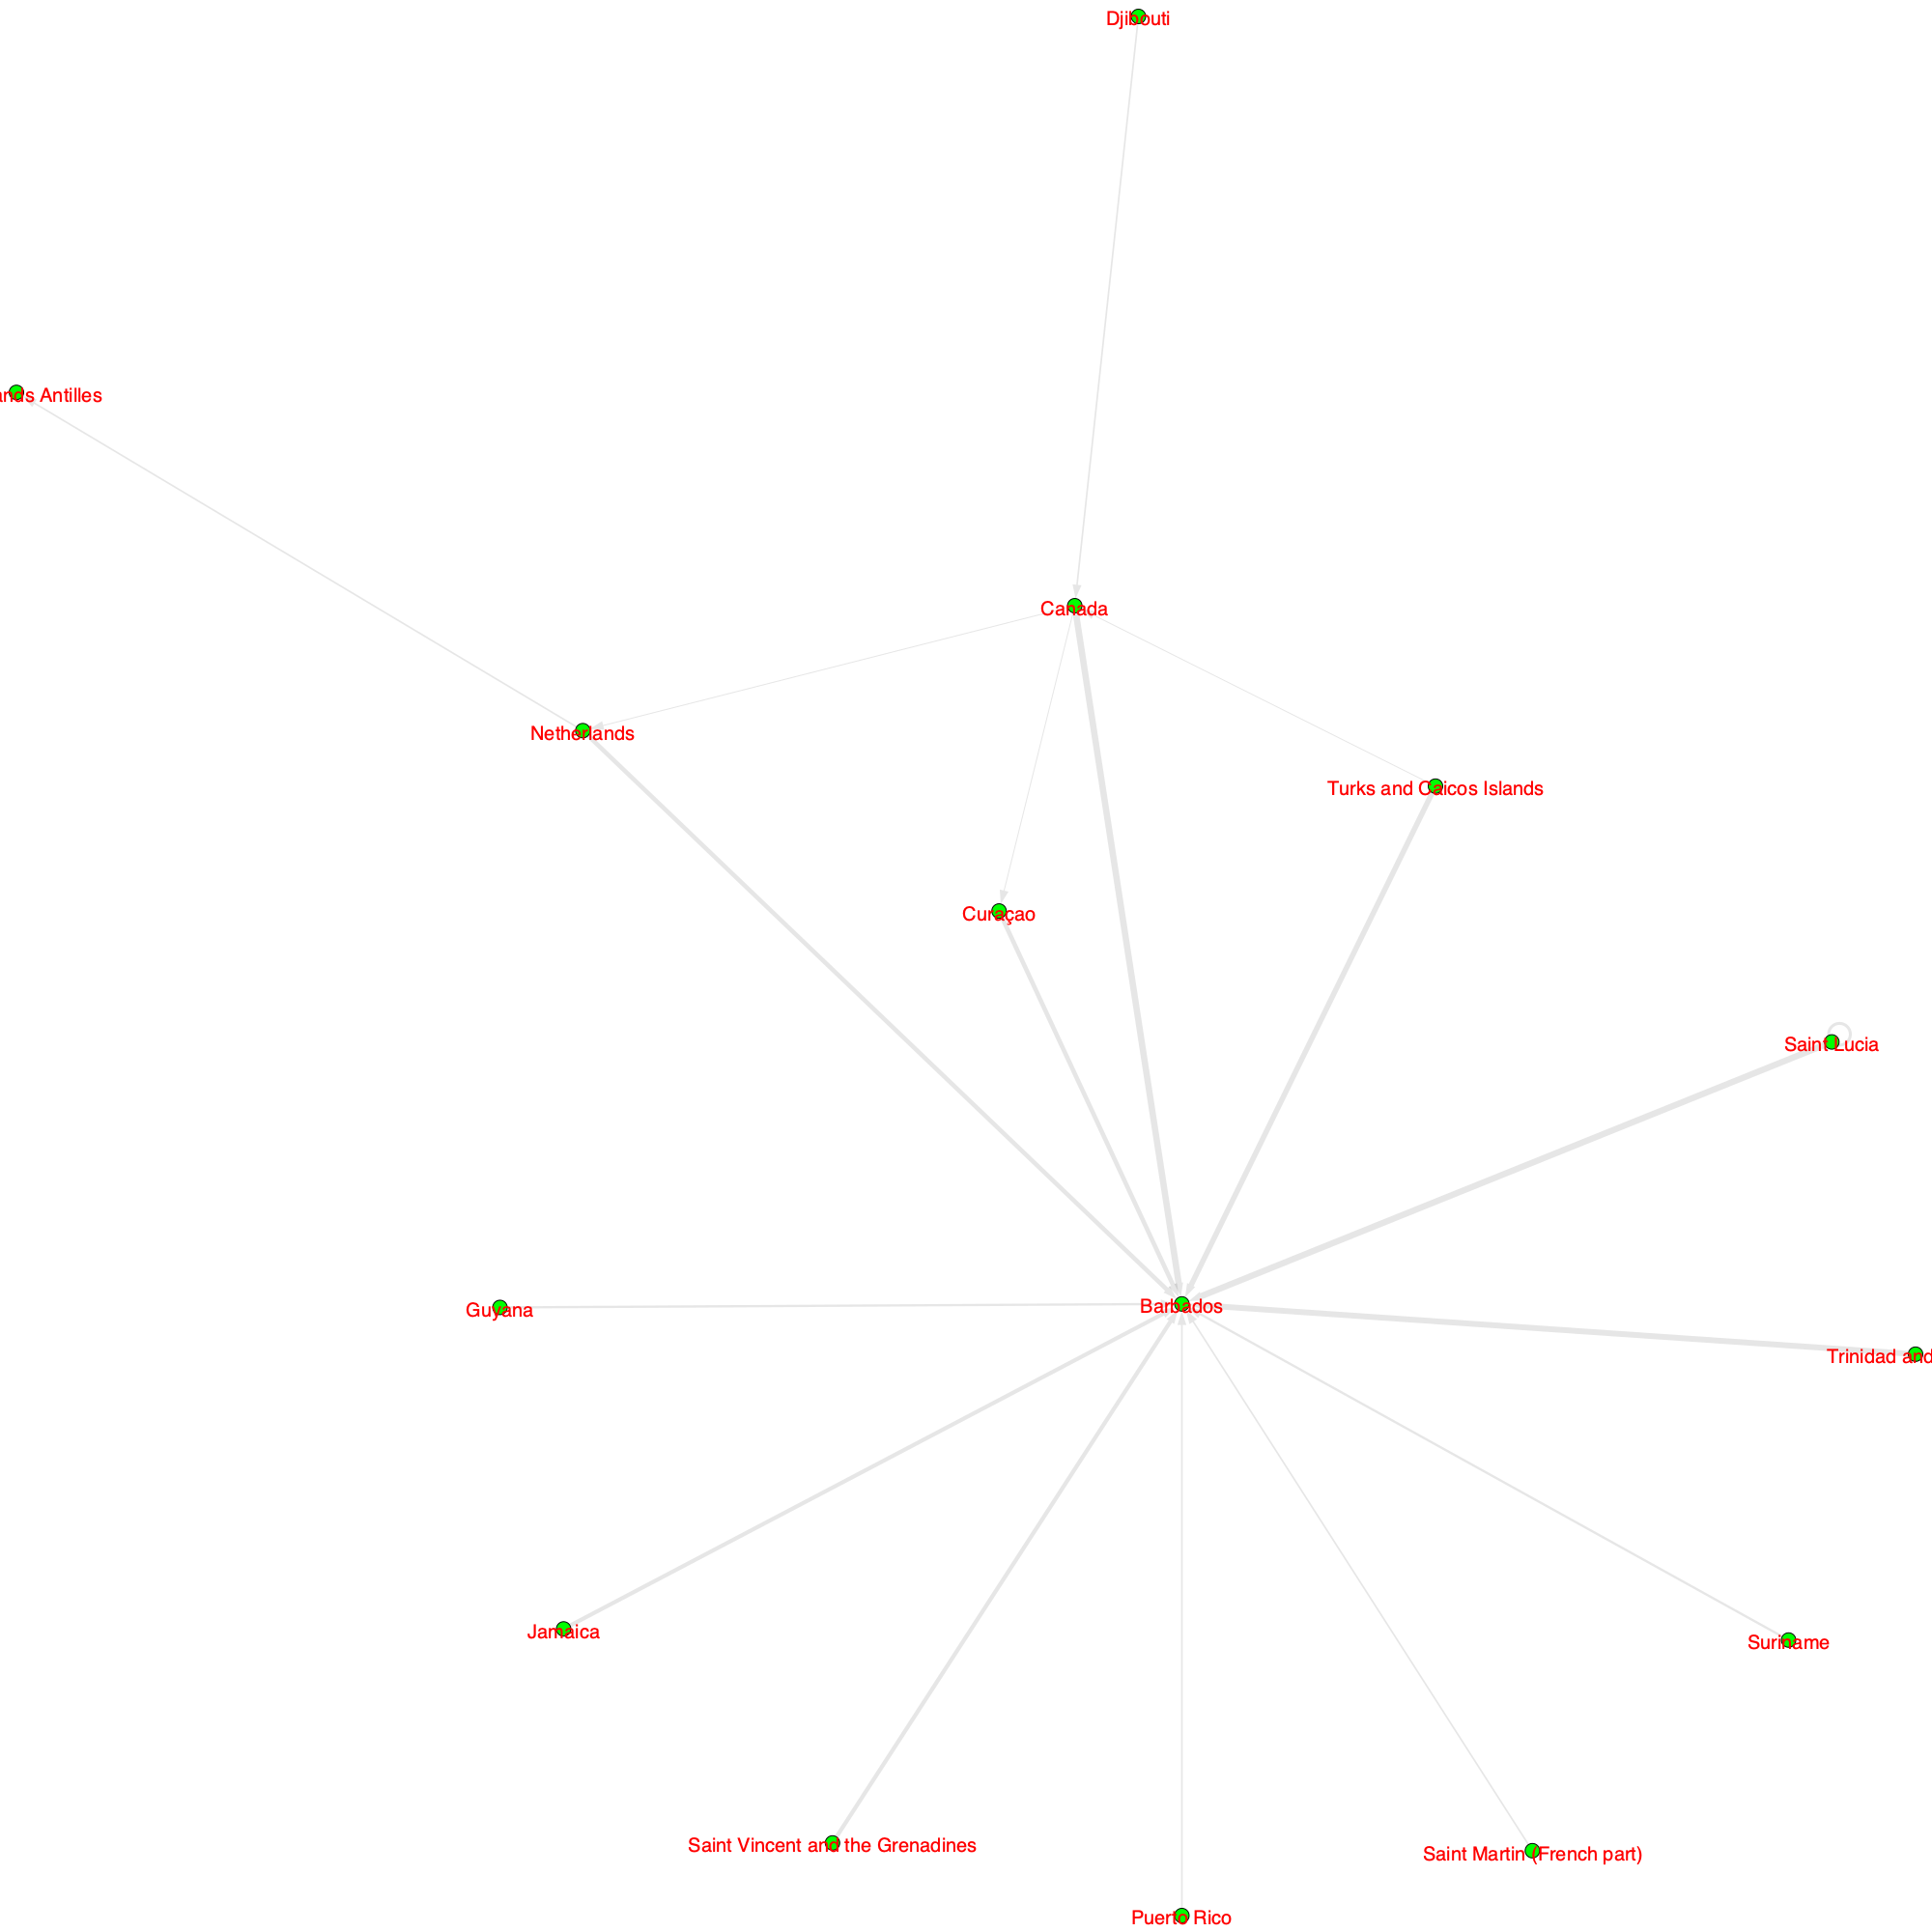 Djibouti
ands Antilles
Canada
Netherlands
Turks and Caicos Islands
Curaçao
Saint Lucia
Barbados
Guyana
Trinidad and
Jamaica
Suriname
Saint Vincent and the Grenadines
Saint Martin (French part)
Puerto Rico